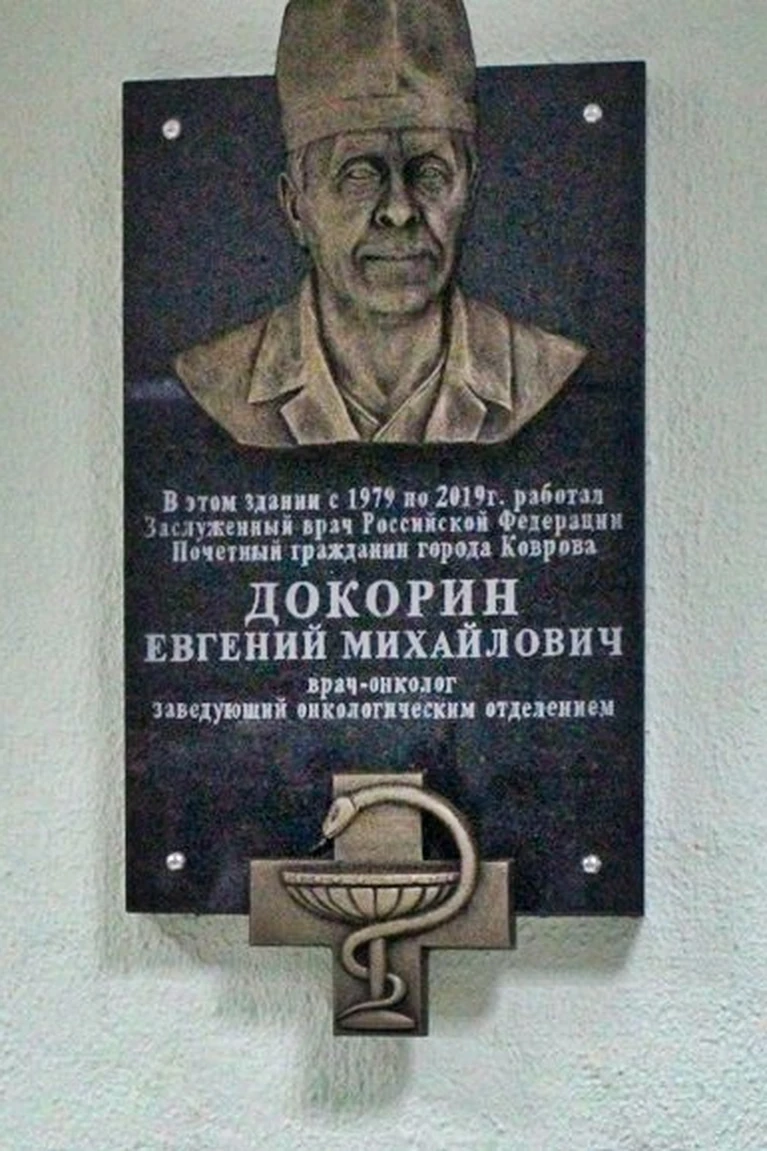 В этом здании с 1979 по 2019г. работал
Заслуженный врач Российской Федерации
Почетный гражданин города Коврова
ДОКОРИН
ЕВГЕНИЙ МИХАЙЛОВИЧ
врач-онколог
заведующий онкологическим отделением